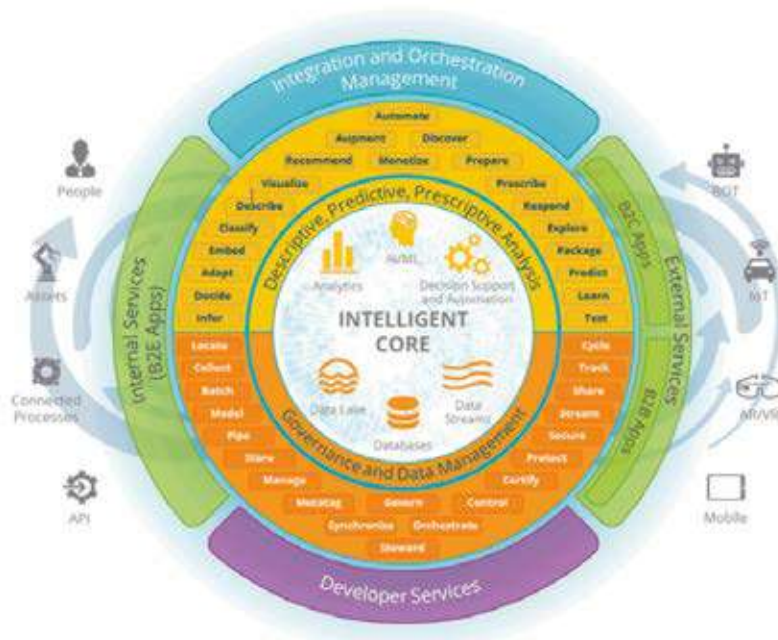 Integration and Orchestration
Management
Automate
Augment Discover
Recommend Monetize Prepare
Visualize Prescribe
Describe Respond
Classify Explore
Embed Package
Adapt Predict
Decide Learn
Infer Test
Descriptive, Predictive, Prescriptive Analysis
People
Assets
Connected
Processes
API
Internal Services
(B2E Apps)
Analytics
AI/ML
Decision Support
and Automation
INTELLIGENT
CORE
Data Lake
Databases
Data
Streams
Governance and Data Management
Locate Cycle
Collect Track
Batch Share
Model Stream
Pipe Secure
Store Protect
Manage Certify
Metatag Govern Control
Synchronize Orchestrate
Steward
B2C Apps
B2B Apps
External Services
BOT
IoT
AR/VR
Mobile
Developer Services